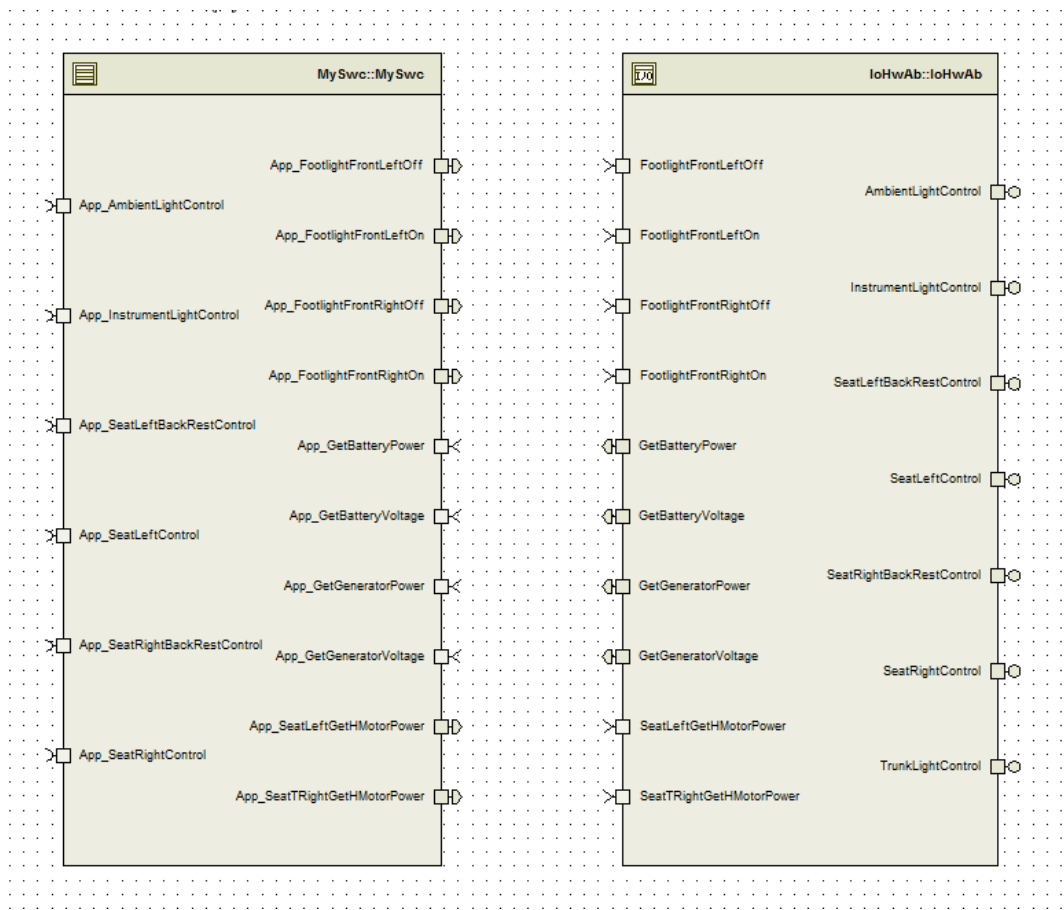 MySwc::MySwc
App_FootlightFrontLeftOff
App_AmbientLightControl
App_FootlightFrontLeftOn
App_FootlightFrontRightOff
App_InstrumentLightControl
App_FootlightFrontRightOn
App_SeatLeftBackRestControl
App_GetBatteryPower
App_GetBatteryVoltage
App_SeatLeftControl
App_GetGeneratorPower
App_SeatRightBackRestControl
App_GetGeneratorVoltage
App_SeatLeftGetHMotorPower
App_SeatRightControl
App_SeatTRightGetHMotorPower
I/O
IoHwAb::IoHwAb
FootlightFrontLeftOff
AmbientLightControl
FootlightFrontLeftOn
InstrumentLightControl
FootlightFrontRightOff
FootlightFrontRightOn
SeatLeftBackRestControl
GetBatteryPower
SeatLeftControl
GetBatteryVoltage
SeatRightBackRestControl
GetGeneratorPower
GetGeneratorVoltage
SeatRightControl
SeatLeftGetHMotorPower
TrunkLightControl
SeatTRightGetHMotorPower